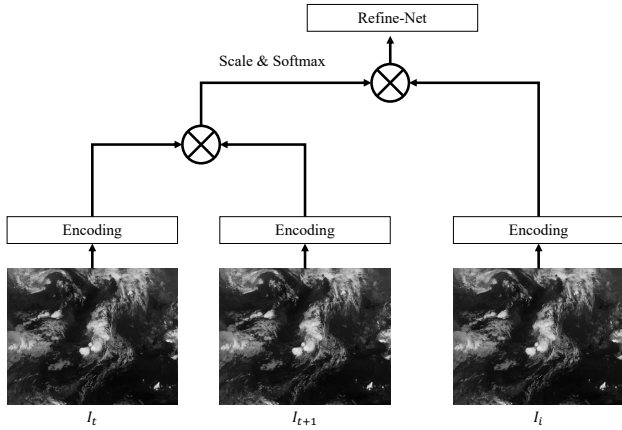 Refine-Net
Scale & Softmax
Encoding
Encoding
Encoding
I_t
I_{t+1}
I_i